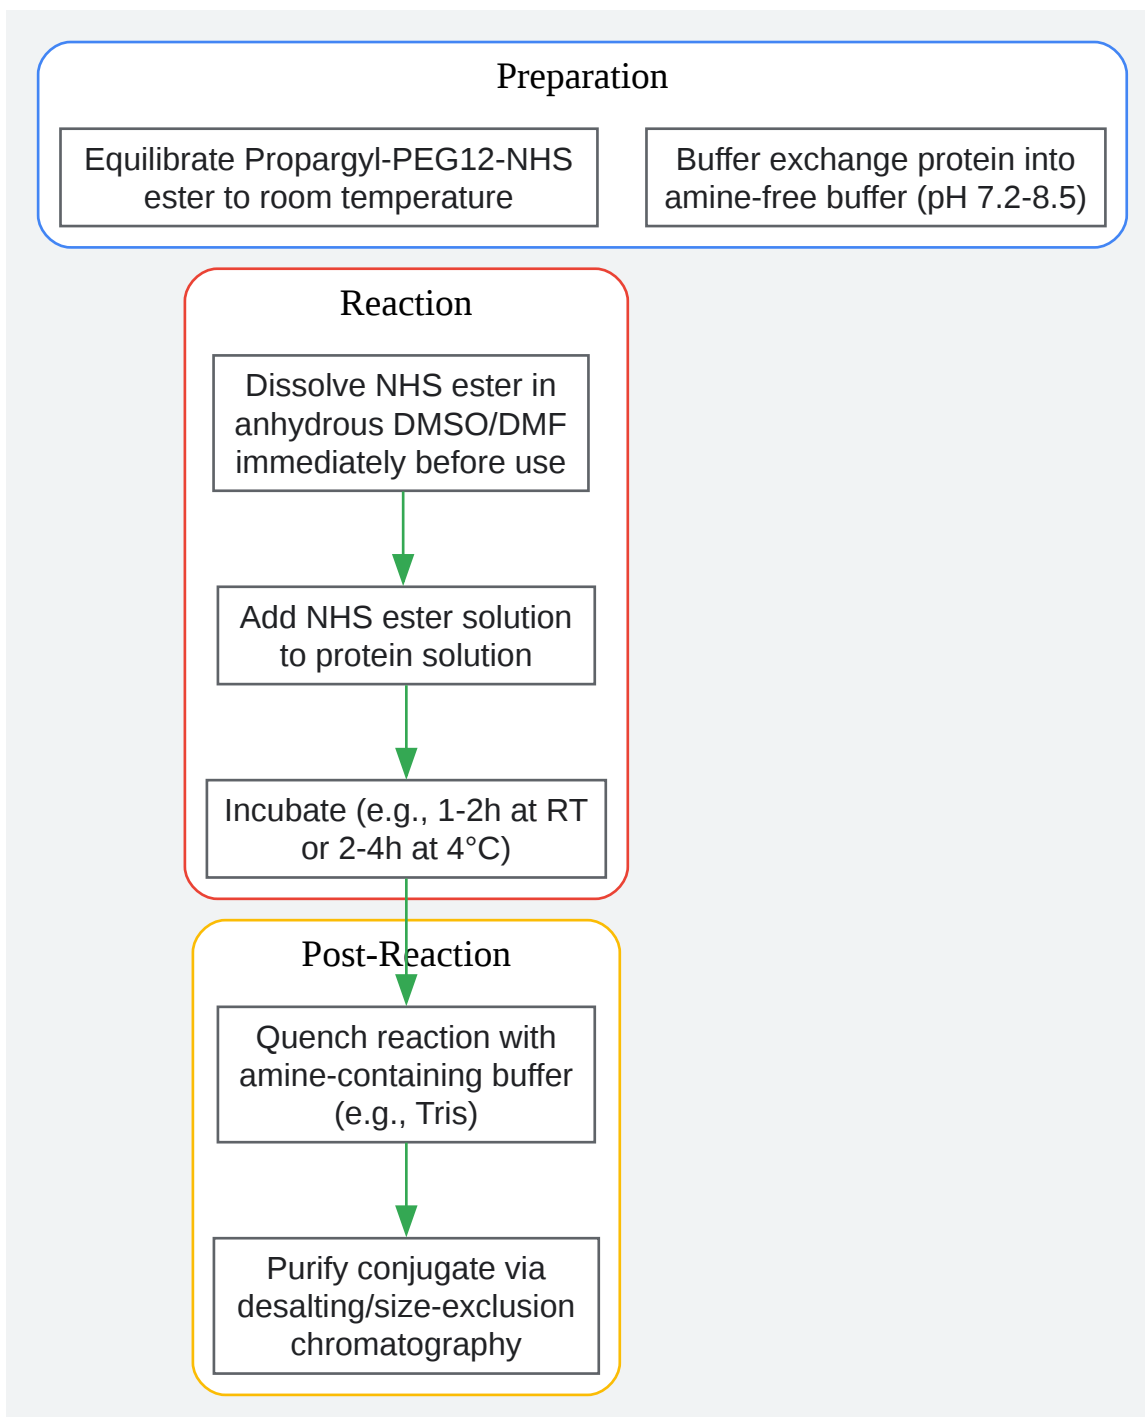 Preparation
Equilibrate Propargyl-PEG12-NHS
ester to room temperature
Buffer exchange protein into
amine-free buffer (pH 7.2-8.5)
Reaction
Dissolve NHS ester in
anhydrous DMSO/DMF
immediately before use
Add NHS ester solution
to protein solution
Incubate (e.g., 1-2h at RT
or 2-4h at 4°C)
Post-Reaction
Quench reaction with
amine-containing buffer
(e.g., Tris)
Purify conjugate via
desalting/size-exclusion
chromatography